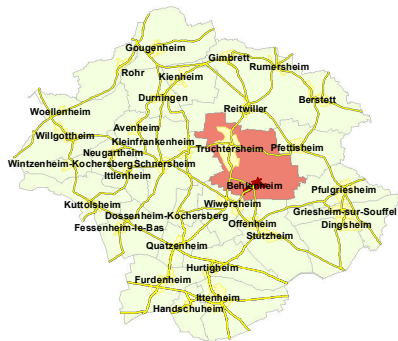 Gougenheim
Gimbrett
Rumersheim
Rohr
Kienheim
Durningen
Berstett
Woellenheim
Reitwiller
Avenheim
Willgottheim
Kleinfrankenheim
Truchtersheim
Pfettisheim
Neugartheim
Wintzenheim-Kochersberg
Schnersheim
Ittlenheim
Behlenheim
Pfulgriesheim
Kuttolsheim
Wiwersheim
Griesheim-sur-Souffel
Dossenheim-Kochersberg
Offenheim
Dingsheim
Fessenheim-le-Bas
Stutzheim
Quatzenheim
Hurtigheim
Furdenheim
Ittenheim
Handschuheim